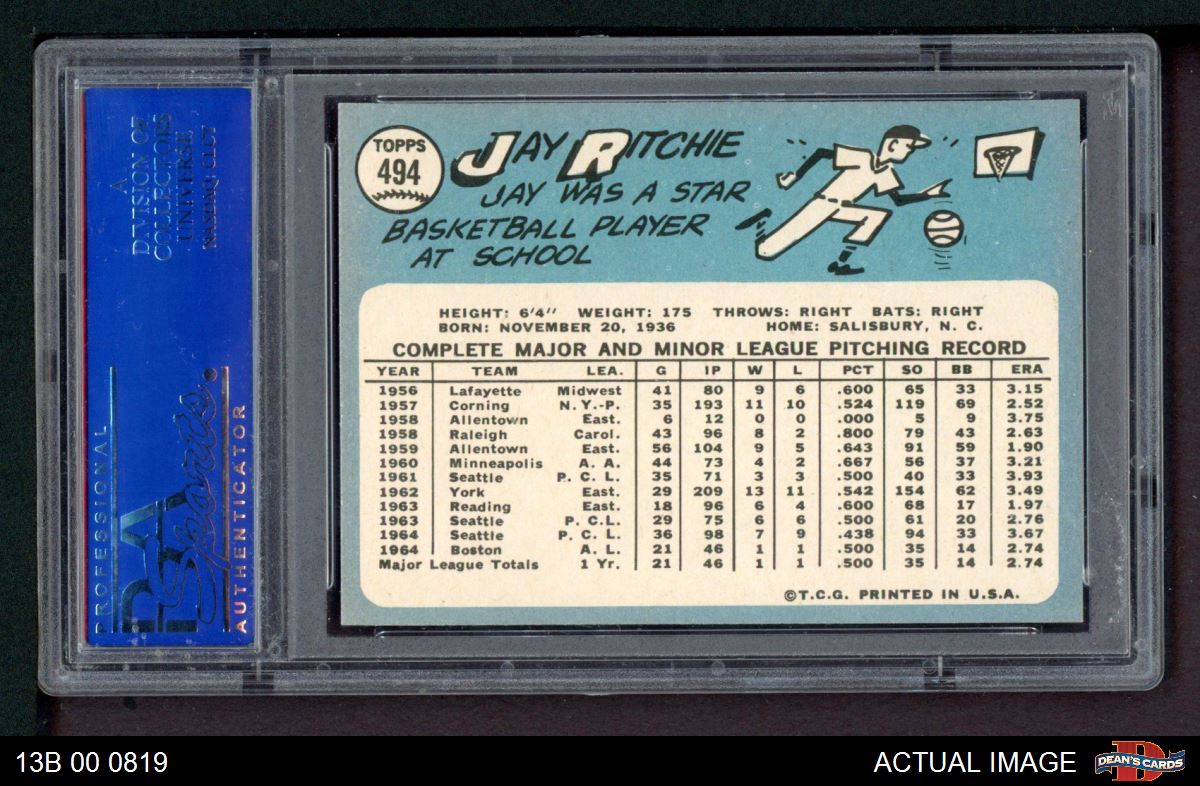 A
DIVISION OF
COLLECTORS
UNIVERSE
NASDAQ: CLCT
PROFESSIONAL
PSA
Sports
AUTHENTICATOR
TOPPS
494
JAY RITCHIE
JAY WAS A STAR
BASKETBALL PLAYER
AT SCHOOL
HEIGHT: 6'4" WEIGHT: 175 THROWS: RIGHT BATS: RIGHT
BORN: NOVEMBER 20, 1936 HOME: SALISBURY, N. C.
COMPLETE MAJOR AND MINOR LEAGUE PITCHING RECORD
YEAR TEAM LEA. G IP W L PCT SO BB ERA
1956 Lafayette Midwest 41 80 9 6 .600 65 33 3.15
1957 Corning N. Y.-P. 35 193 11 10 .524 119 69 2.52
1958 Allentown East. 6 12 0 0 .000 5 9 3.75
1958 Raleigh Carol. 43 96 8 2 .800 79 43 2.63
1959 Allentown East. 56 104 9 5 .643 91 59 1.90
1960 Minneapolis A. A. 44 73 4 2 .667 56 37 3.21
1961 Seattle P. C. L. 35 71 3 3 .500 40 33 3.93
1962 York East. 29 209 13 11 .542 154 62 3.49
1963 Reading East. 18 96 6 4 .600 68 17 1.97
1963 Seattle P. C.L. 29 75 6 6 .500 61 20 2.76
1964 Seattle P. C. L. 36 98 7 9 .438 94 33 3.67
1964 Boston A. L. 21 46 1 1 .500 35 14 2.74
Major League Totals 1 Yr. 21 46 1 1 .500 35 14 2.74
©T.C.G. PRINTED IN U.S.A.
13B 00 0819
ACTUAL IMAGE
D
DEAN'S CARDS